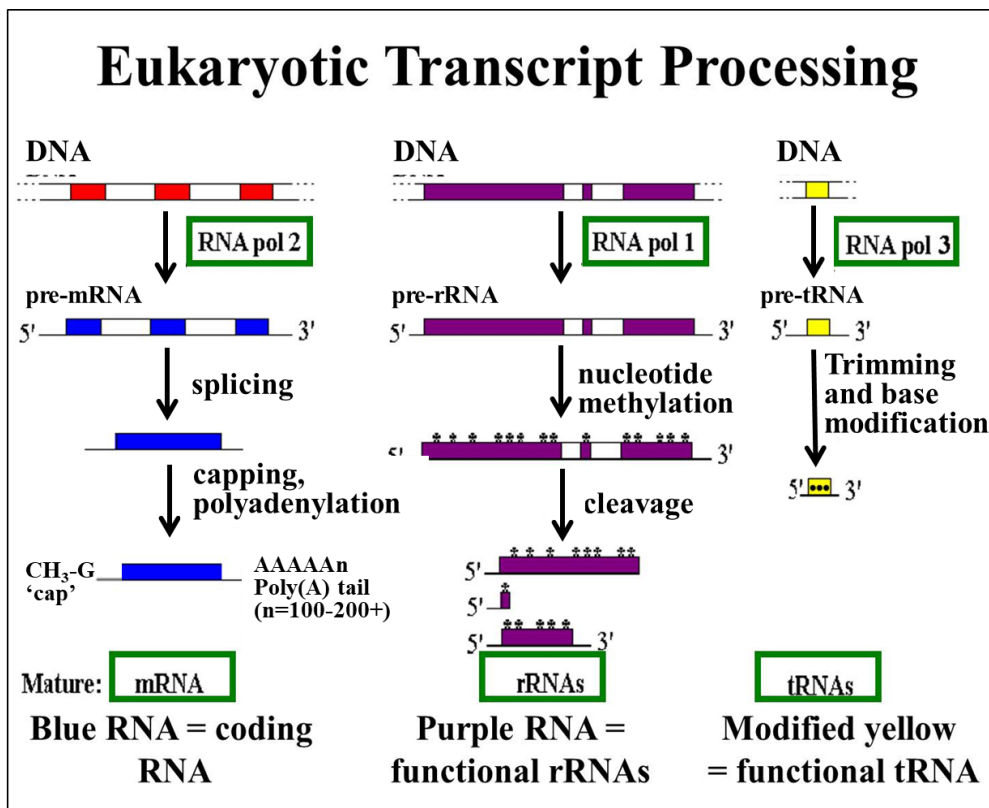 Eukaryotic Transcript Processing
DNA
RNA pol 2
pre-mRNA
5' 3'
splicing
capping,
polyadenylation
CH₃-G
'cap'
AAAAAn
Poly(A) tail
(n=100-200+)
DNA
RNA pol 1
pre-rRNA
5' 3'
nucleotide
methylation
5' 3'
cleavage
5'
5'
5' 3'
DNA
RNA pol 3
pre-tRNA
5' 3'
Trimming
and base
modification
5' 3'
Mature: mRNA rRNAs tRNAs
Blue RNA = coding
RNA
Purple RNA =
functional rRNAs
Modified yellow
= functional tRNA